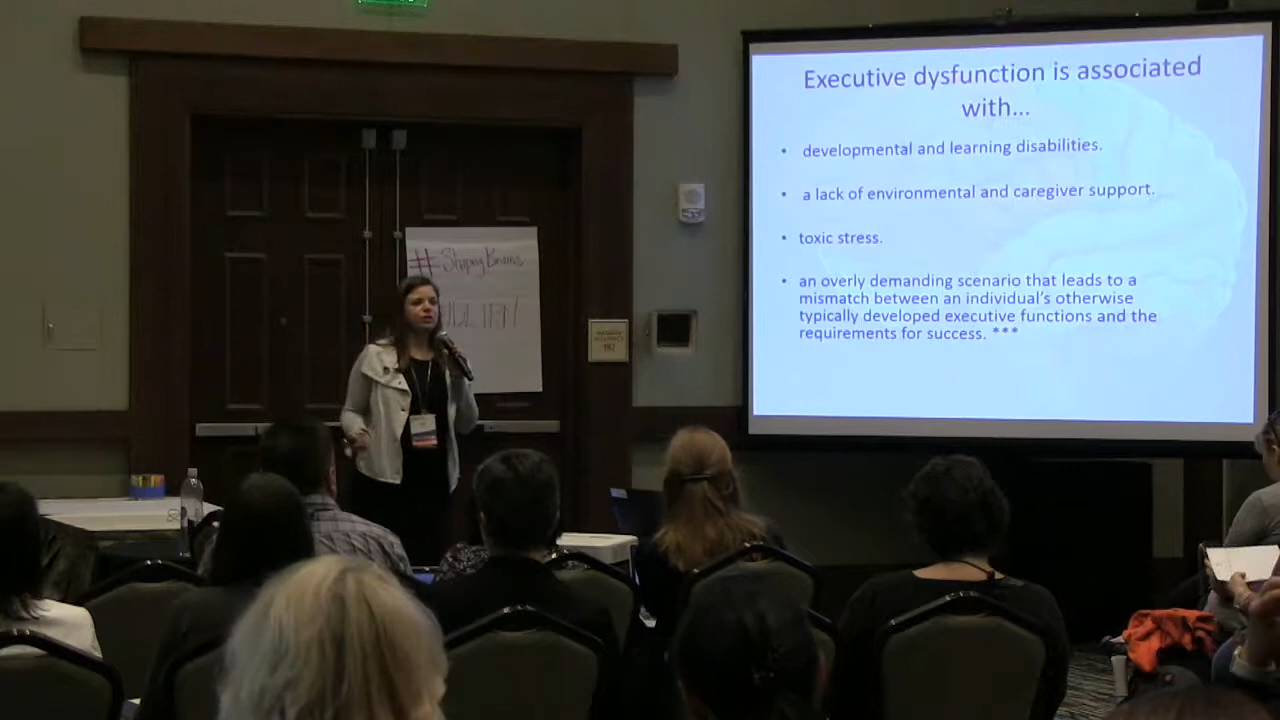 Executive dysfunction is associated
with...
• developmental and learning disabilities.
• a lack of environmental and caregiver support.
• toxic stress.
• an overly demanding scenario that leads to a
mismatch between an individual's otherwise
typically developed executive functions and the
requirements for success. ***
#ShapingBrains